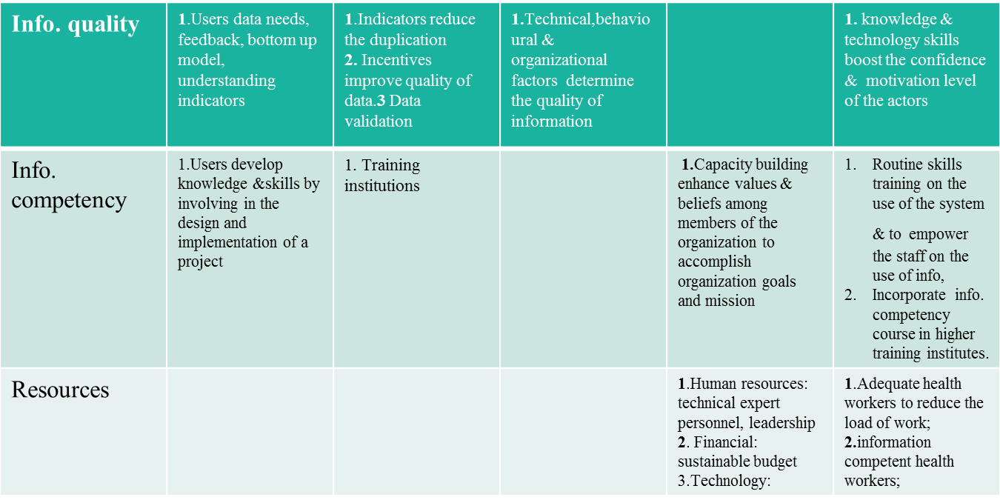 Info. quality
1.Users data needs,
feedback, bottom up
model,
understanding
indicators
1.Indicators reduce
the duplication
2. Incentives
improve quality of
data.3 Data
validation
1.Technical,behavio
ural &
organizational
factors determine
the quality of
information
1. knowledge &
technology skills
boost the confidence
& motivation level
of the actors
Info.
competency
1.Users develop
knowledge &skills by
involving in the
design and
implementation of a
project
1. Training
institutions
1.Capacity building
enhance values &
beliefs among
members of the
organization to
accomplish
organization goals
and mission
1. Routine skills
training on the
use of the system
& to empower
the staff on the
use of info,
2. Incorporate info.
competency
course in higher
training institutes.
Resources
1.Human resources:
technical expert
personnel, leadership
2. Financial:
sustainable budget
3.Technology:
1.Adequate health
workers to reduce the
load of work;
2.information
competent health
workers;